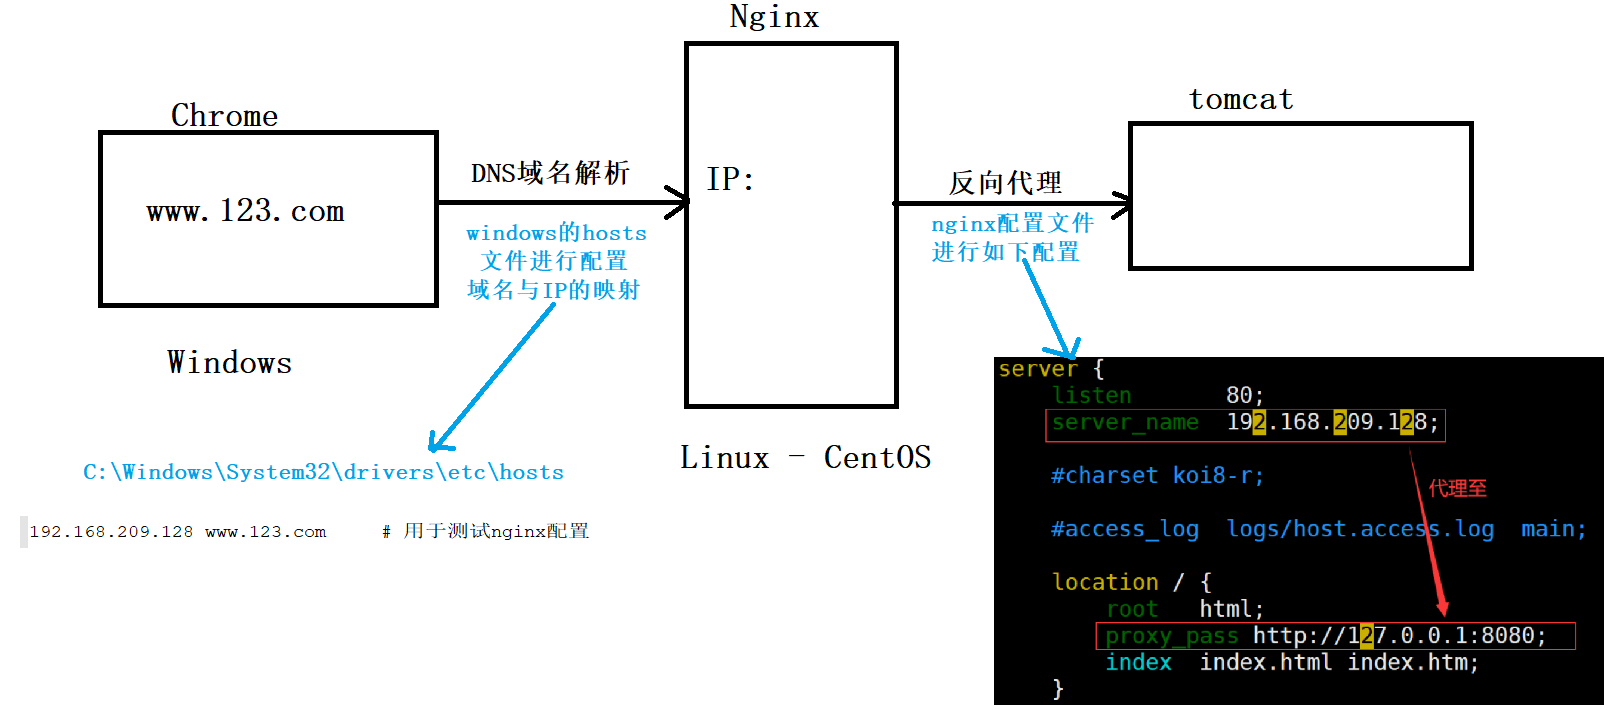 Nginx
Chrome
tomcat
www.123.com
DNS域名解析
IP:
反向代理
windows的hosts
文件进行配置
域名与IP的映射
nginx配置文件
进行如下配置
Windows
Linux - CentOS
C:\Windows\System32\drivers\etc\hosts
192.168.209.128 www.123.com # 用于测试nginx配置
server {
listen 80;
server_name 192.168.209.128;
#charset koi8-r;
代理至
#access_log logs/host.access.log main;
location / {
root html;
proxy_pass http://127.0.0.1:8080;
index index.html index.htm;
}